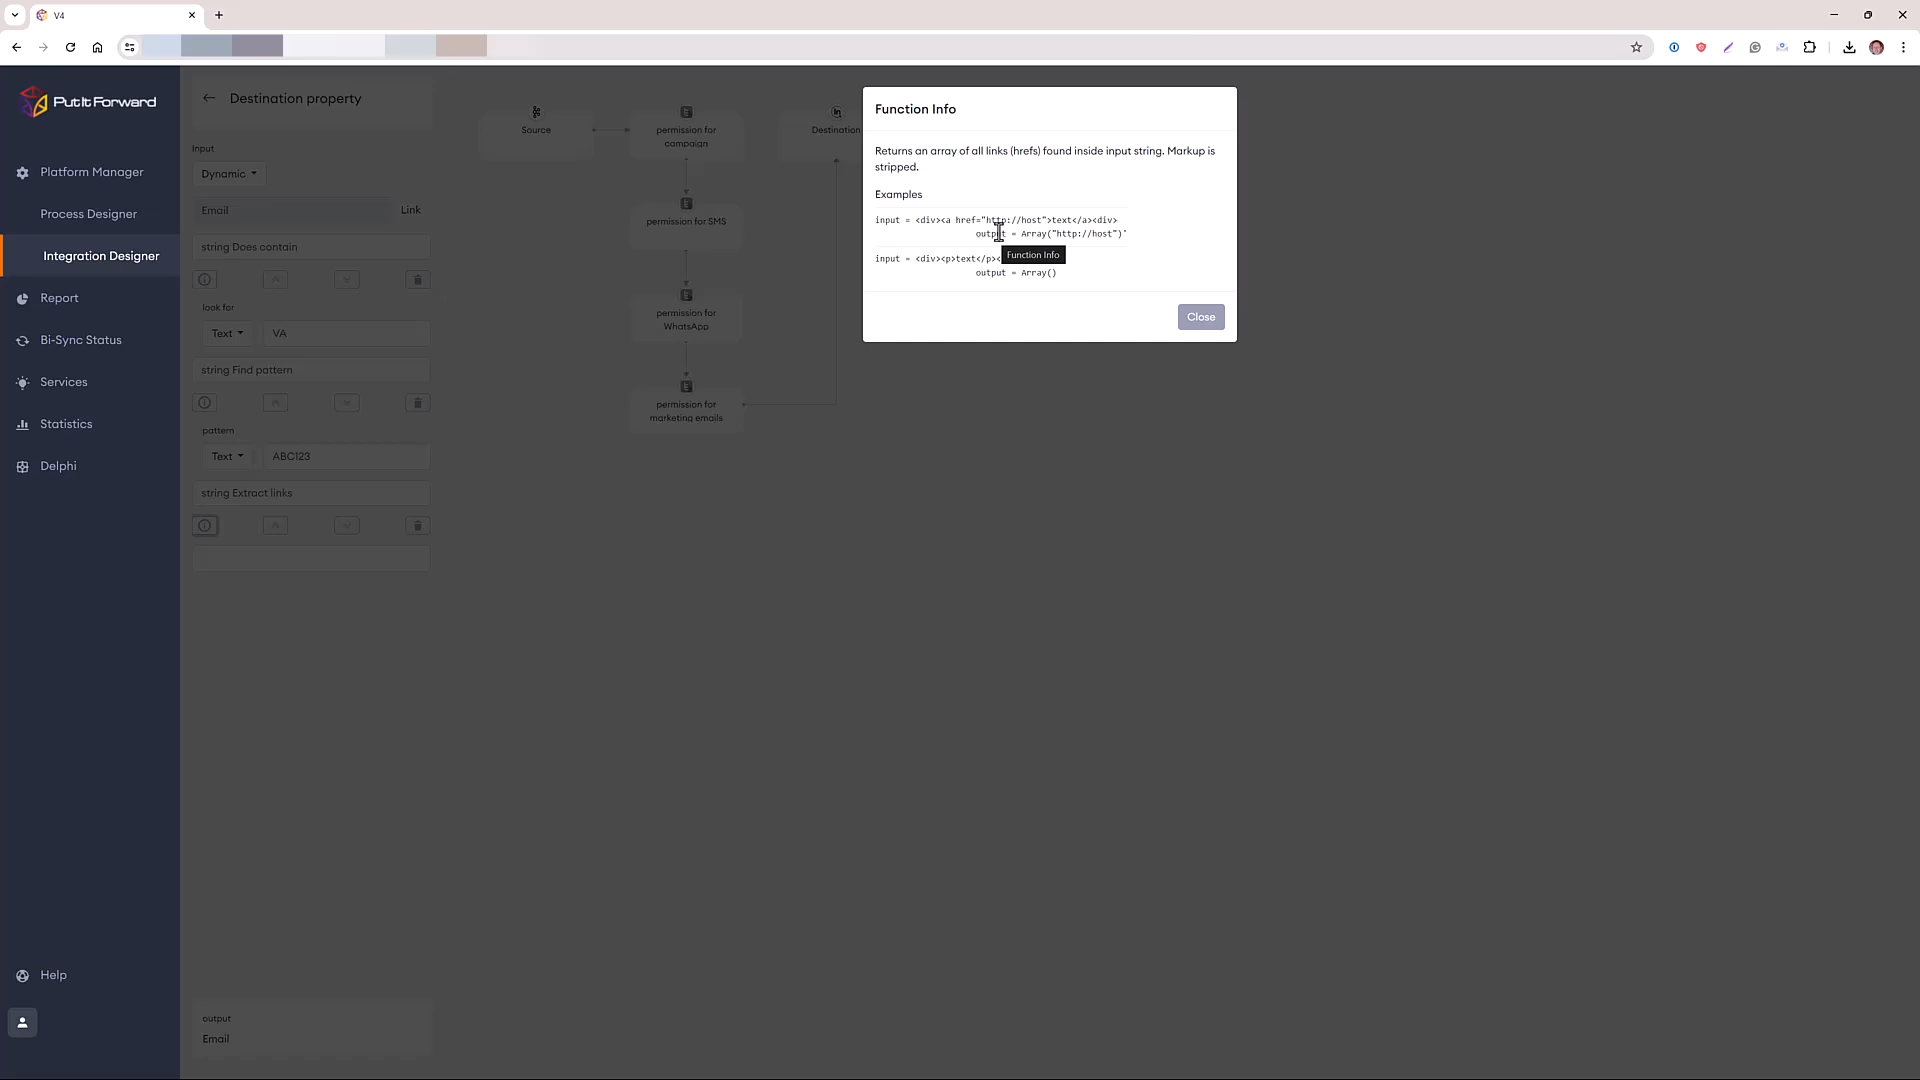 V4
PutItForward
Platform Manager
Process Designer
Integration Designer
Report
Bi-Sync Status
Services
Statistics
Delphi
Help
Destination property
Input
Dynamic
Email
Link
string Does contain
look for
Text
VA
string Find pattern
pattern
Text
ABC123
string Extract links
output
Email
Source
permission for
campaign
Destination
permission for SMS
permission for
WhatsApp
permission for
marketing emails
Function Info
Returns an array of all links (hrefs) found inside input string. Markup is
stripped.
Examples
input = <div><a href="http://host">text</a><div>
output = Array("http://host")`
Function Info
input = <div><p>text</p><
output = Array()
Close